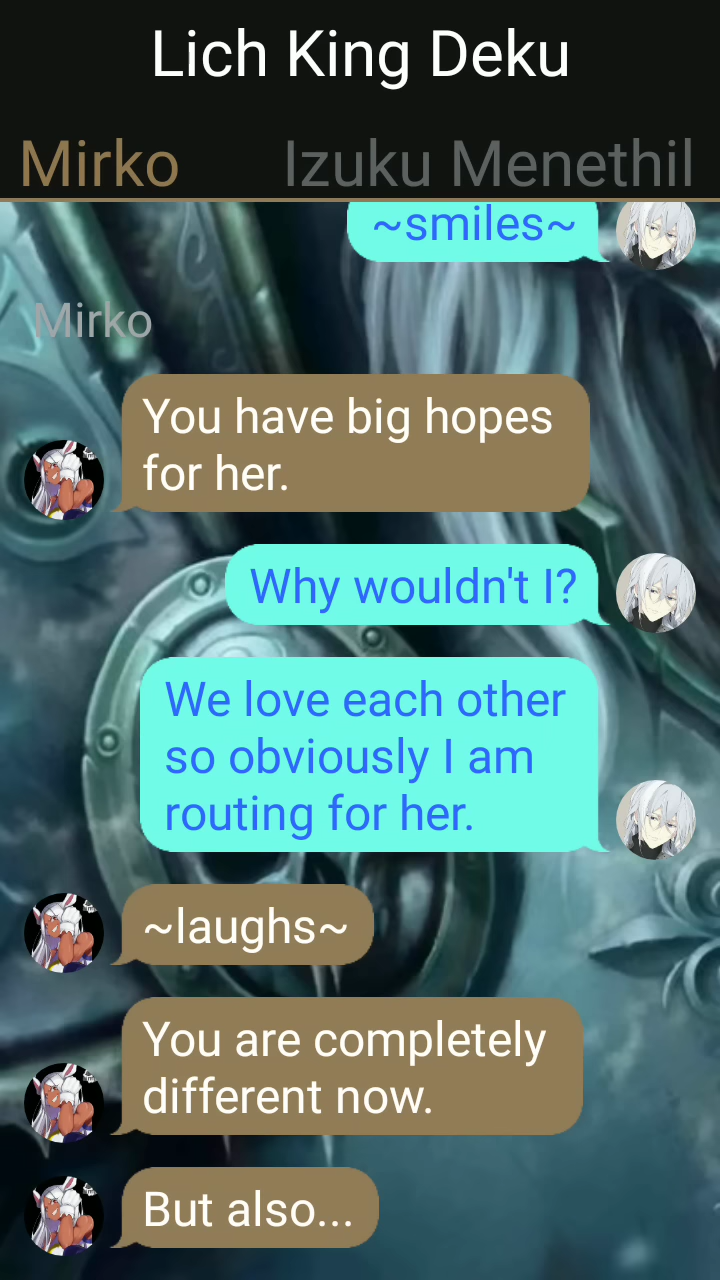 Lich King Deku
Mirko Izuku Menethil
~smiles~
Mirko
You have big hopes
for her.
Why wouldn't I?
We love each other
so obviously I am
routing for her.
~laughs~
You are completely
different now.
But also...